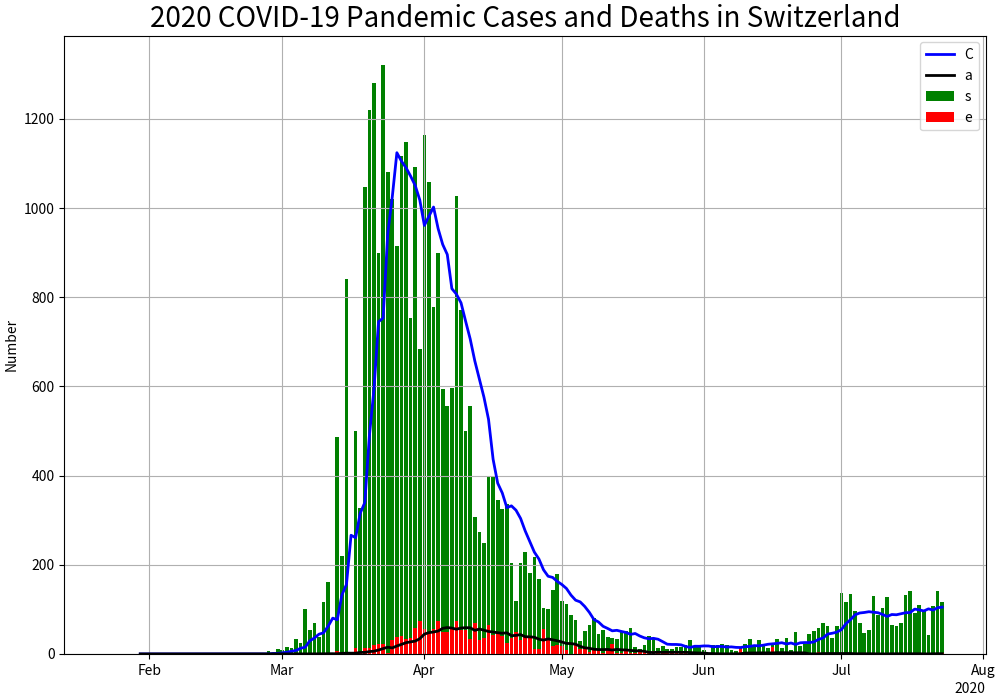 2020 COVID-19 Pandemic Cases and Deaths in Switzerland
C
a
s
e
Number
1200
1000
800
600
400
200
0
Feb
Mar
Apr
May
Jun
Jul
Aug
2020